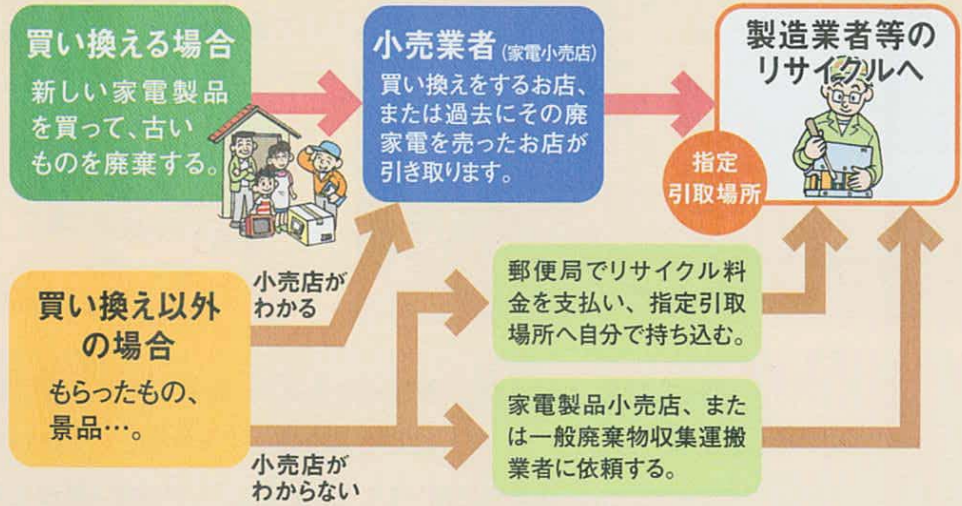 買い換える場合
新しい家電製品
を買って、古い
ものを廃棄する。
小売業者(家電小売店)
買い換えをするお店、
または過去にその廃
家電を売ったお店が
引き取ります。
製造業者等の
リサイクルへ
指定
引取場所
買い換え以外
の場合
もらったもの、
景品…。
小売店が
わかる
小売店が
わからない
郵便局でリサイクル料
金を支払い、指定引取
場所へ自分で持ち込む。
家電製品小売店、また
は一般廃棄物収集運搬
業者に依頼する。